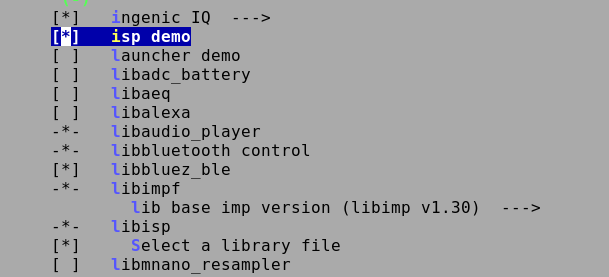 [*]   ingenic IQ  --->
[*]   isp demo
[ ]   launcher demo
[ ]   libadc_battery
[ ]   libaeq
[ ]   libalexa
-*-   libaudio_player
-*-   libbluetooth control
[*]   libbluez_ble
-*-   libimpf
        lib base imp version (libimp v1.30)  --->
-*-   libisp
[*]     Select a library file
[ ]   libmnano_resampler